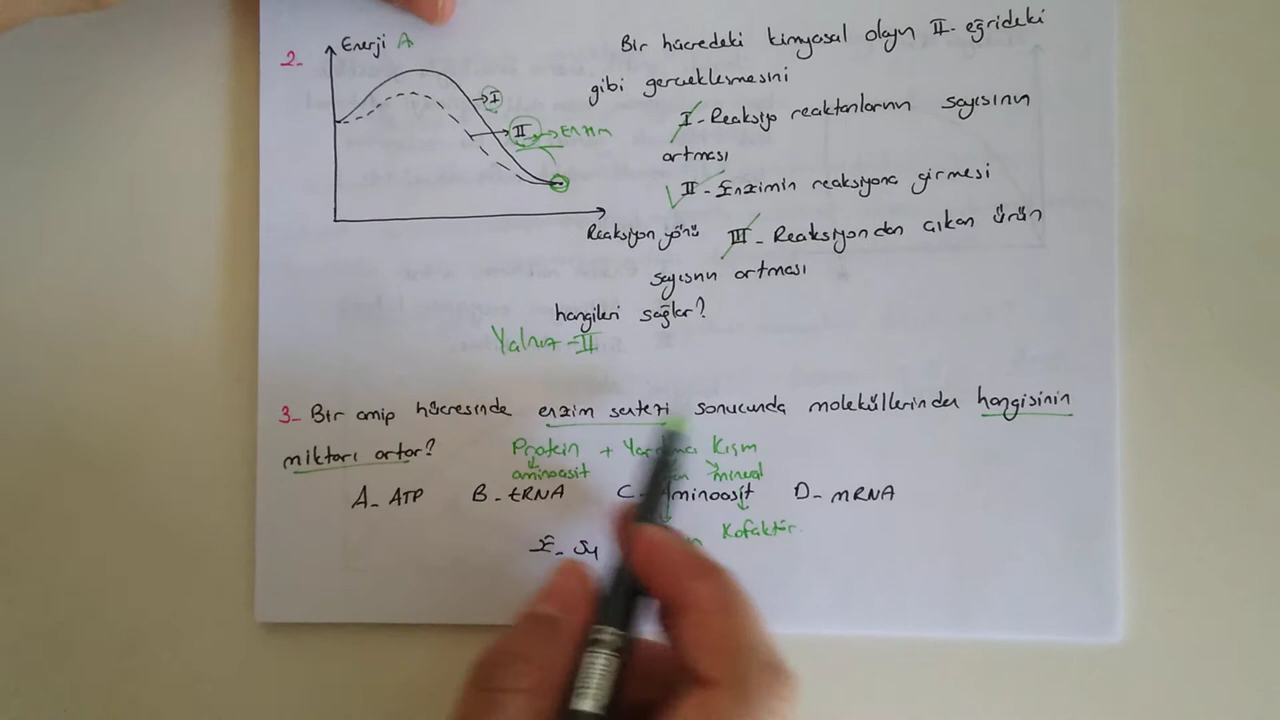 2-
Enerji A
I
II → Enzim
Reaksiyon yönü
Bir hücredeki kimyasal olayın II- eğrideki
gibi gerçekleşmesini
I- Reaksiyo reaktanlarının sayısının
artması
II- Enzimin reaksiyona girmesi
III- Reaksiyondan çıkan ürün
sayısının artması
hangileri sağlar?
Yalnız -II
3- Bir amip hücresinde enzim sentezi sonucunda moleküllerinden hangisinin
miktarı artar?
Protein + Yardımcı Kısım
aminoasit mineral
A- ATP B- tRNA C- Aminoasit D- mRNA
Kofaktör
E- Su